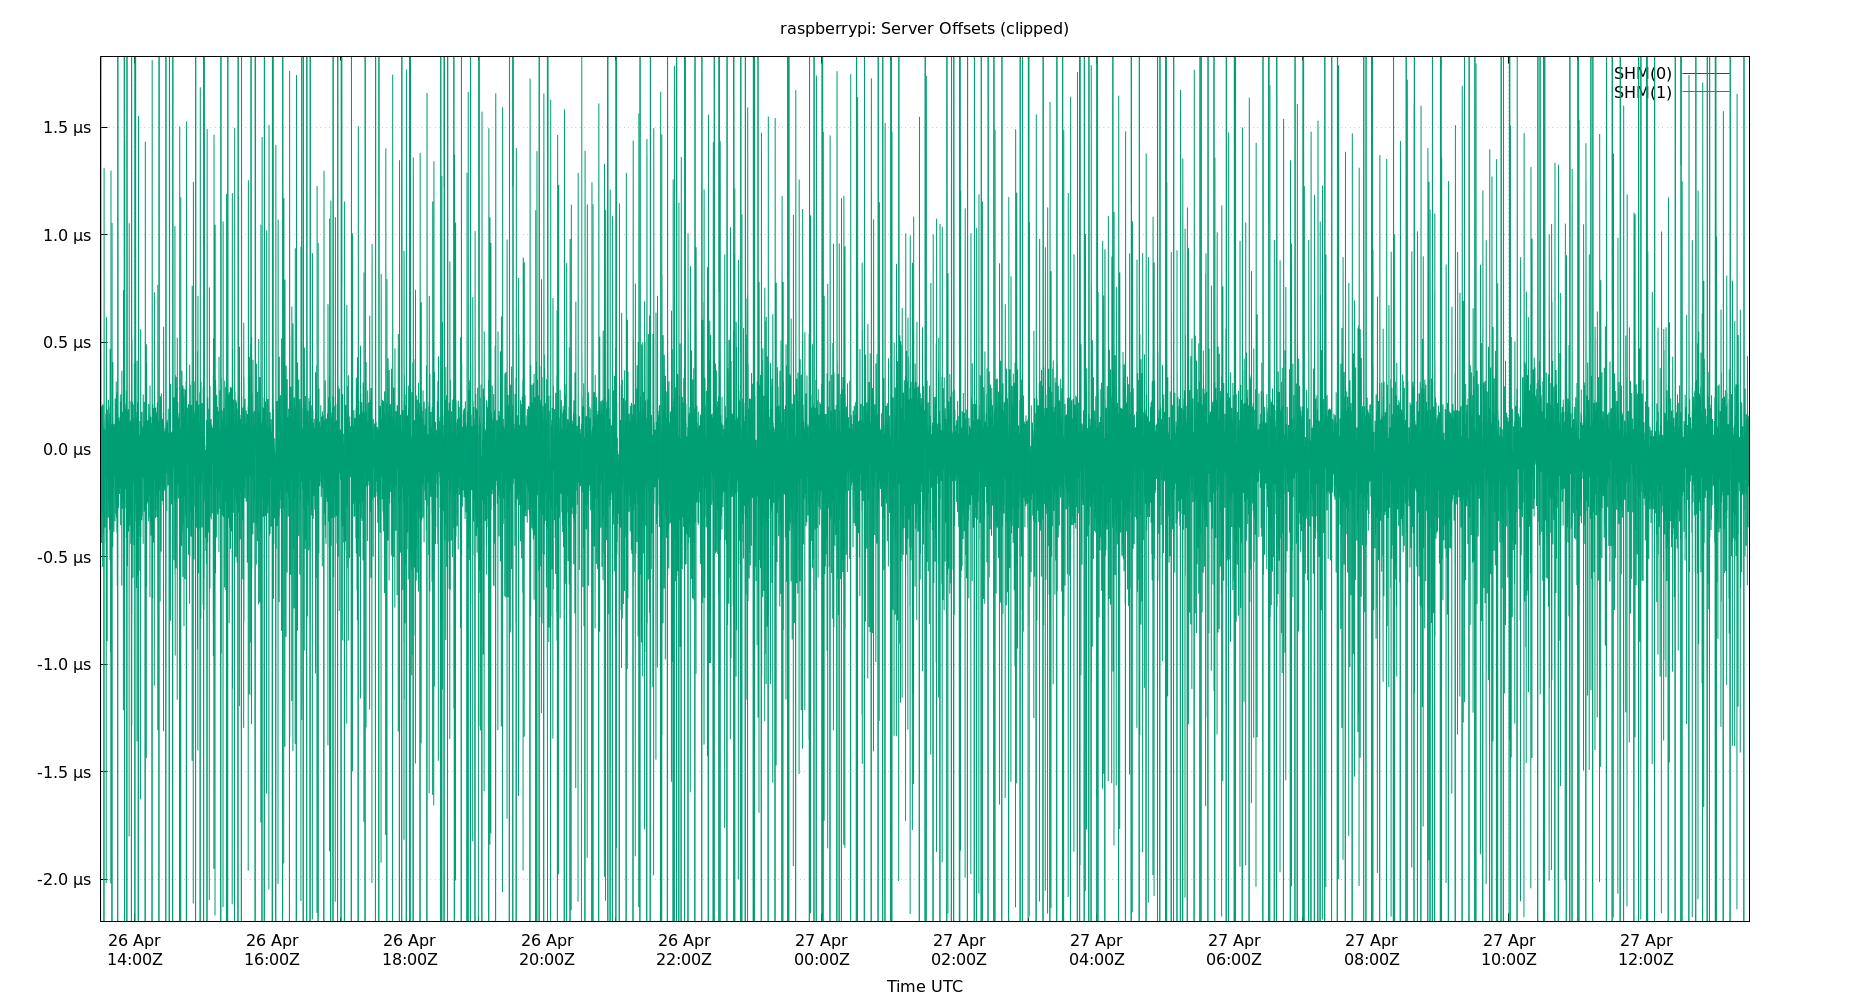 raspberrypi: Server Offsets (clipped)
SHM(0)
SHM(1)
1.5 µs
1.0 µs
0.5 µs
0.0 µs
-0.5 µs
-1.0 µs
-1.5 µs
-2.0 µs
26 Apr 26 Apr 26 Apr 26 Apr 26 Apr 27 Apr 27 Apr 27 Apr 27 Apr 27 Apr 27 Apr 27 Apr
14:00Z 16:00Z 18:00Z 20:00Z 22:00Z 00:00Z 02:00Z 04:00Z 06:00Z 08:00Z 10:00Z 12:00Z
Time UTC